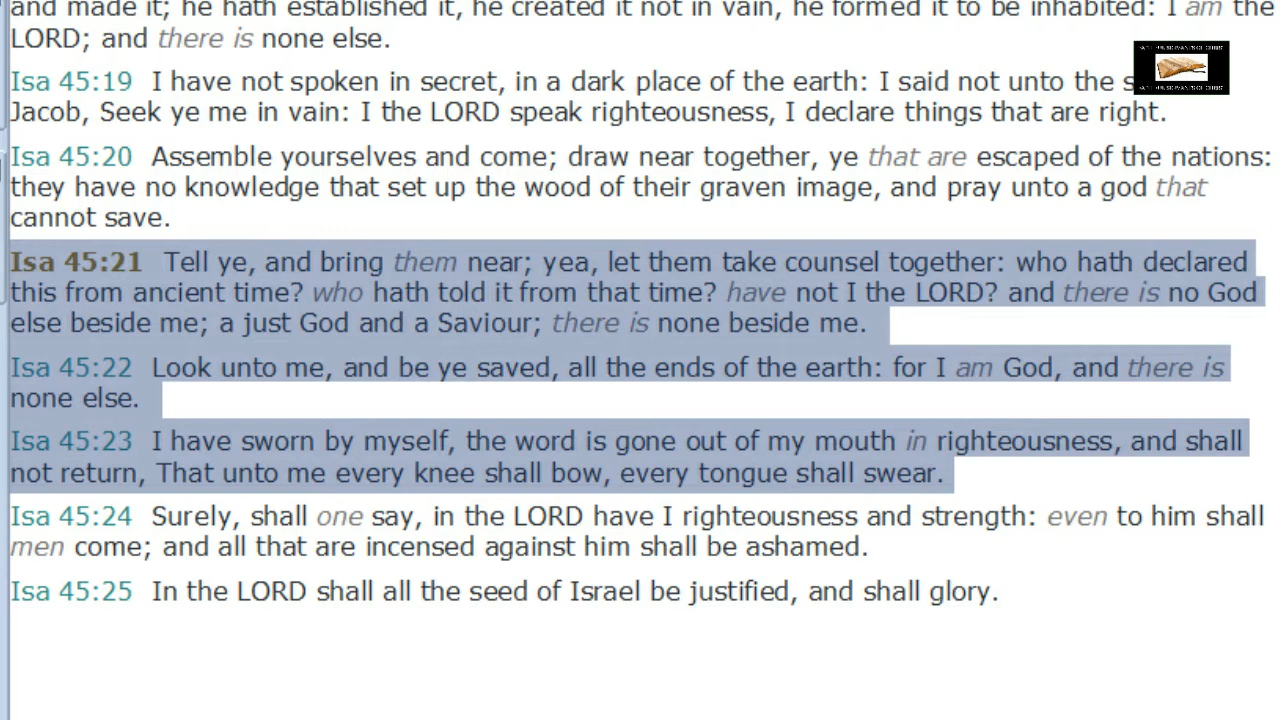 and made it; he hath established it, he created it not in vain, he formed it to be inhabited: I am the
LORD; and there is none else.
Isa 45:19 I have not spoken in secret, in a dark place of the earth: I said not unto the
Jacob, Seek ye me in vain: I the LORD speak righteousness, I declare things that are right.
Isa 45:20 Assemble yourselves and come; draw near together, ye that are escaped of the nations:
they have no knowledge that set up the wood of their graven image, and pray unto a god that
cannot save.
Isa 45:21 Tell ye, and bring them near; yea, let them take counsel together: who hath declared
this from ancient time? who hath told it from that time? have not I the LORD? and there is no God
else beside me; a just God and a Saviour; there is none beside me.
Isa 45:22 Look unto me, and be ye saved, all the ends of the earth: for I am God, and there is
none else.
Isa 45:23 I have sworn by myself, the word is gone out of my mouth in righteousness, and shall
not return, That unto me every knee shall bow, every tongue shall swear.
Isa 45:24 Surely, shall one say, in the LORD have I righteousness and strength: even to him shall
men come; and all that are incensed against him shall be ashamed.
Isa 45:25 In the LORD shall all the seed of Israel be justified, and shall glory.